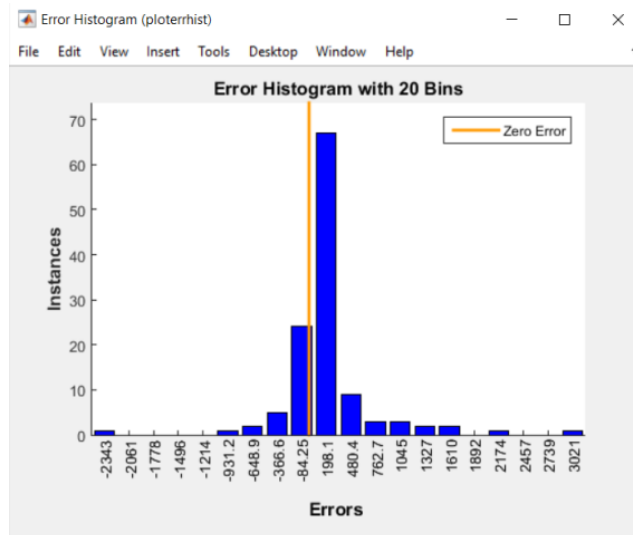 Error Histogram (ploterrhist)
File Edit View Insert Tools Desktop Window Help
Error Histogram with 20 Bins
Zero Error
70
60
50
40
30
20
10
0
Instances
-2343 -2061 -1778 -1496 -1214 -931.2 -648.9 -366.6 -84.25 198.1 480.4 762.7 1045 1327 1610 1892 2174 2457 2739 3021
Errors